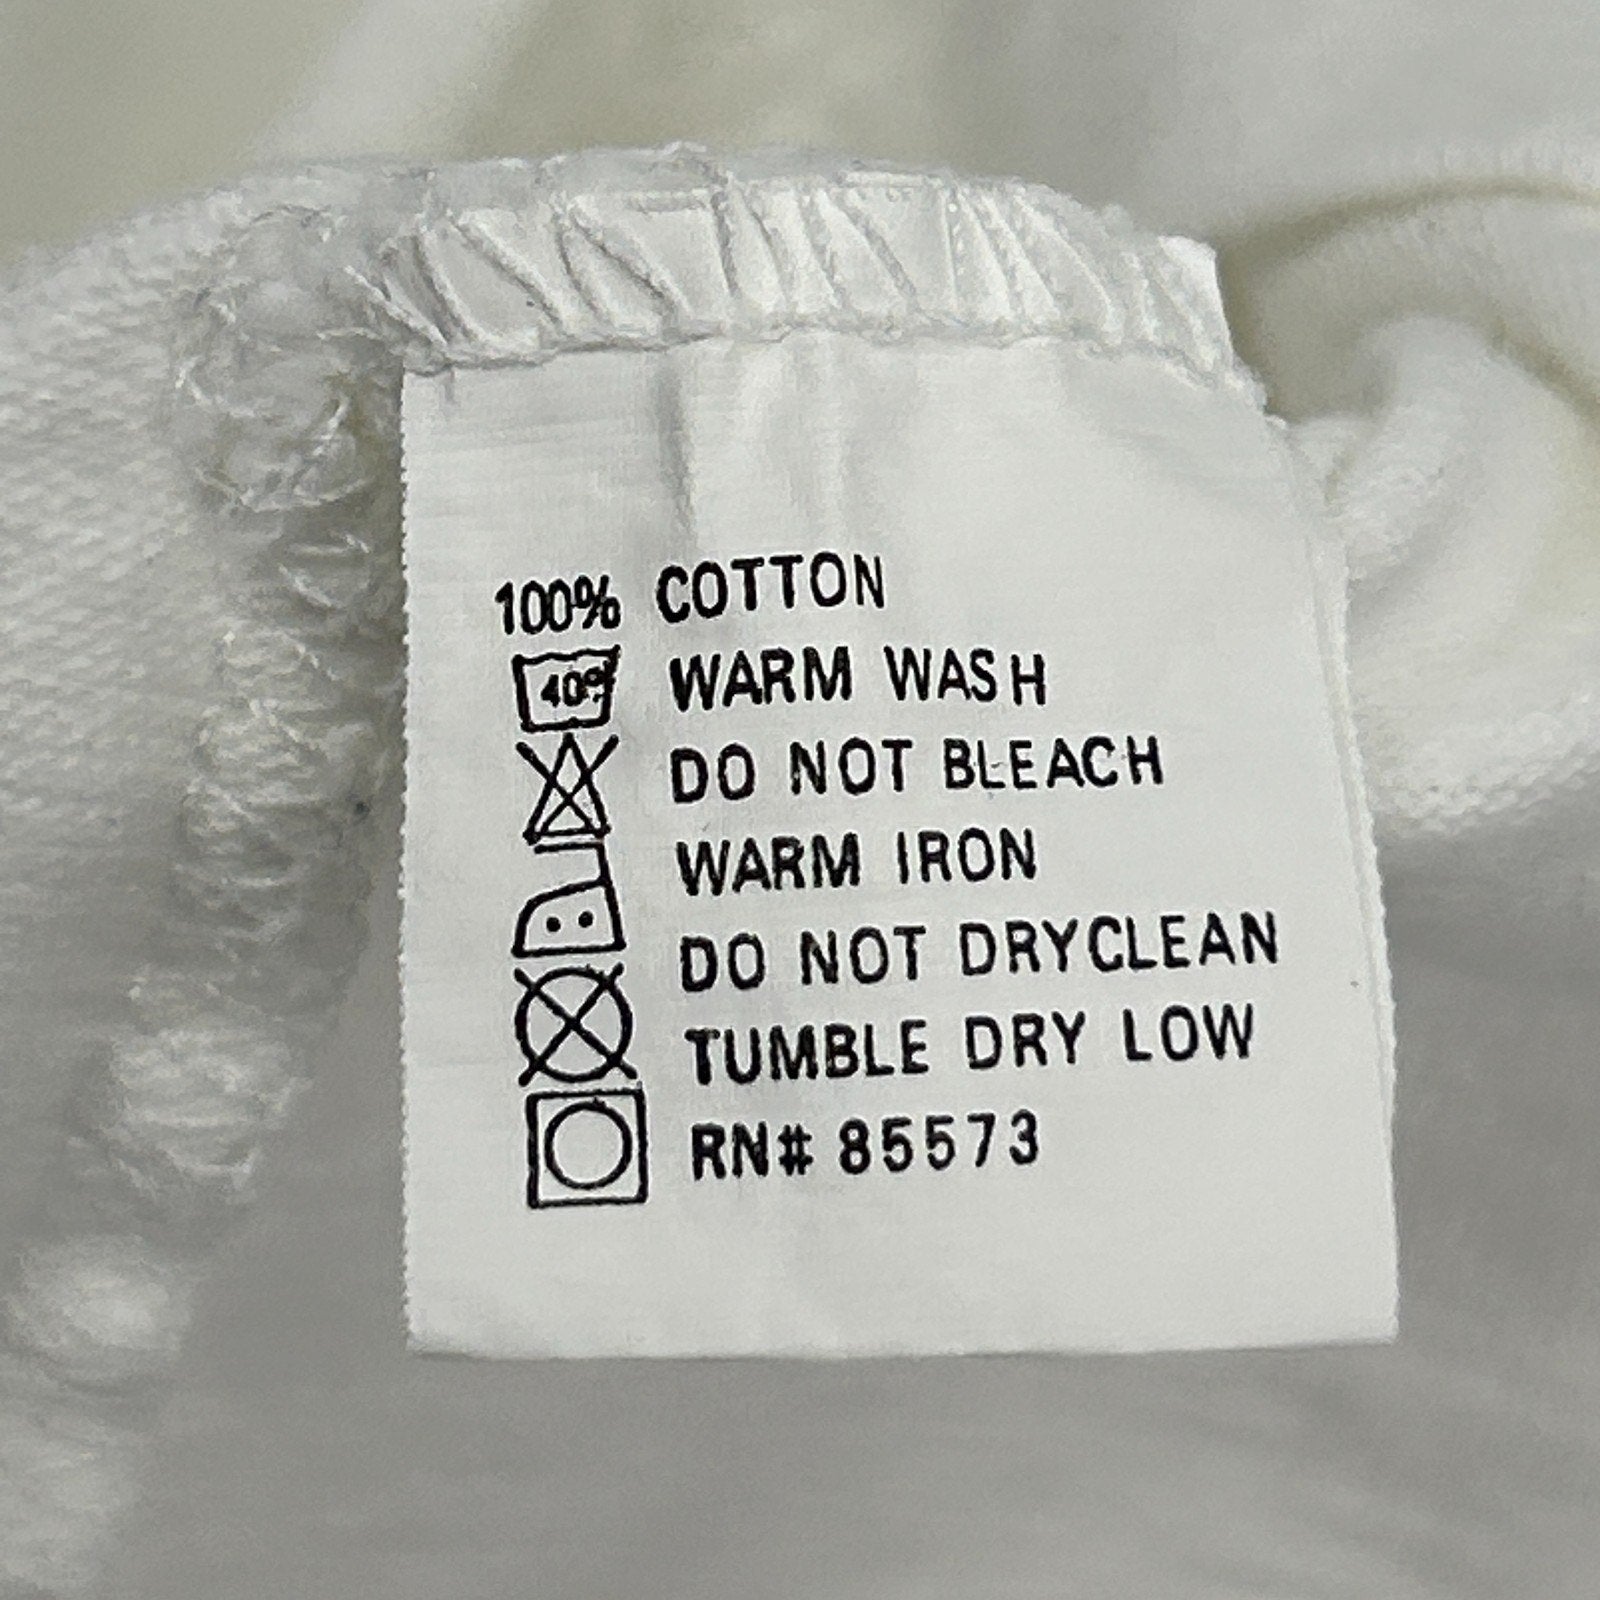 100% COTTON
40° WARM WASH
DO NOT BLEACH
WARM IRON
DO NOT DRYCLEAN
TUMBLE DRY LOW
RN# 85573